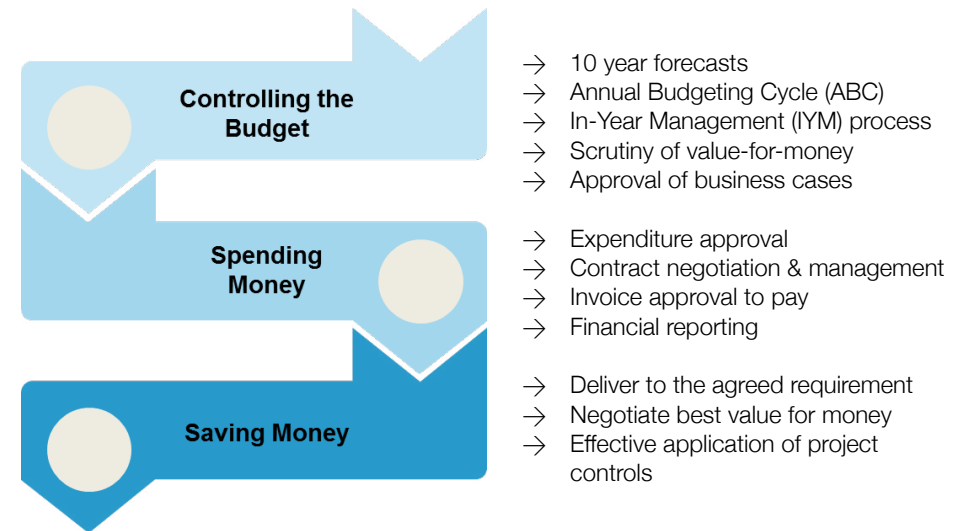 Controlling the
Budget
→ 10 year forecasts
→ Annual Budgeting Cycle (ABC)
→ In-Year Management (IYM) process
→ Scrutiny of value-for-money
→ Approval of business cases
Spending
Money
→ Expenditure approval
→ Contract negotiation & management
→ Invoice approval to pay
→ Financial reporting
Saving Money
→ Deliver to the agreed requirement
→ Negotiate best value for money
→ Effective application of project
controls